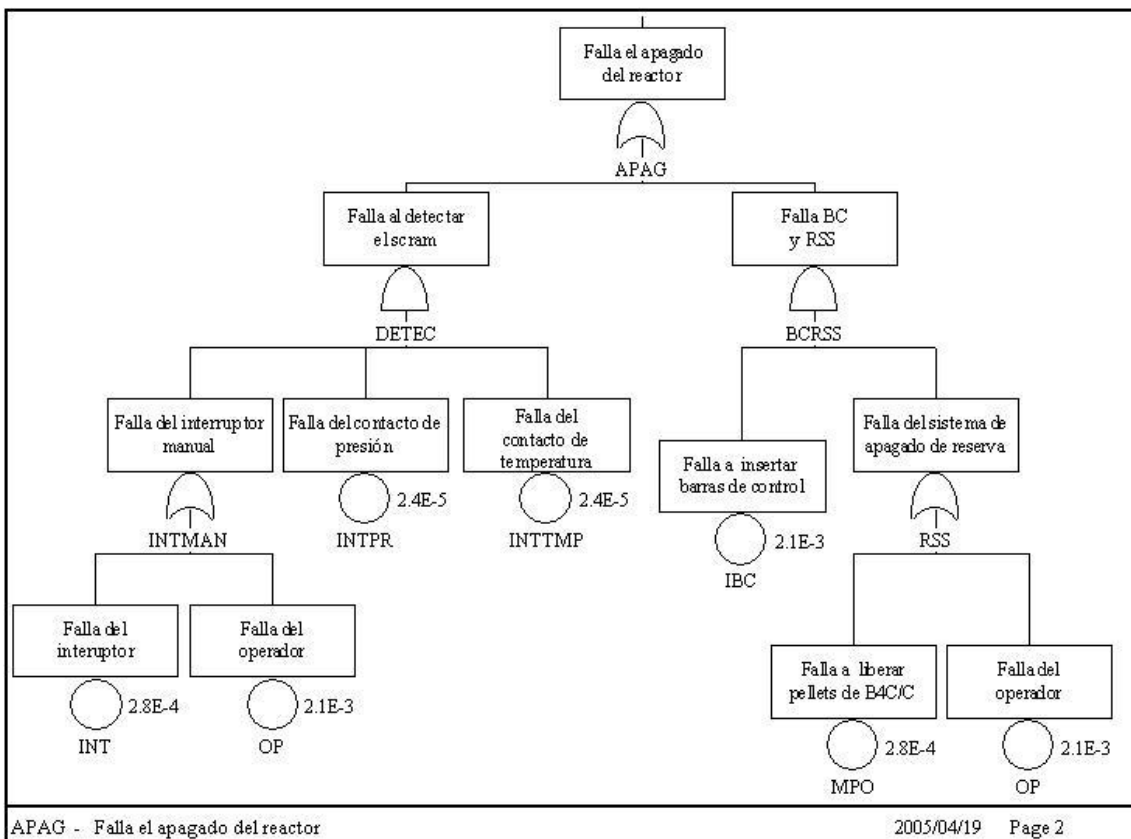 Falla el apagado
del reactor
APAG
Falla al detectar
el scram
Falla BC
y RSS
DETEC
BCRSS
Falla del interruptor
manual
Falla del contacto de
presión
Falla del
contacto de
temperatura
Falla a insertar
barras de control
Falla del sistema de
apagado de reserva
INTMAN
2.4E-5
INTPR
2.4E-5
INTTMP
2.1E-3
IBC
RSS
Falla del
interuptor
Falla del
operador
Falla a liberar
pellets de B4C/C
Falla del
operador
2.8E-4
INT
2.1E-3
OP
2.8E-4
MPO
2.1E-3
OP
APAG - Falla el apagado del reactor
2005/04/19 Page 2